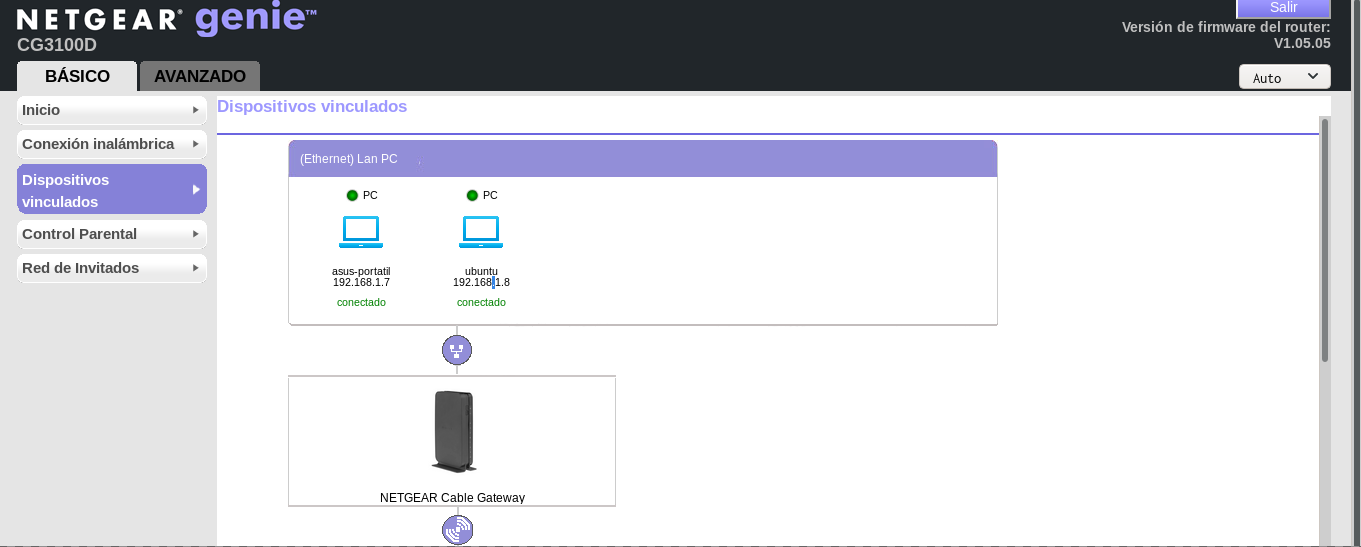 NETGEAR® genie™
Salir
CG3100D
Versión de firmware del router:
V1.05.05
BÁSICO
AVANZADO
Auto
Inicio
Conexión inalámbrica
Dispositivos
vinculados
Control Parental
Red de Invitados
Dispositivos vinculados
(Ethernet) Lan PC
PC
PC
asus-portatil
192.168.1.7
conectado
ubuntu
192.168.1.8
conectado
NETGEAR Cable Gateway